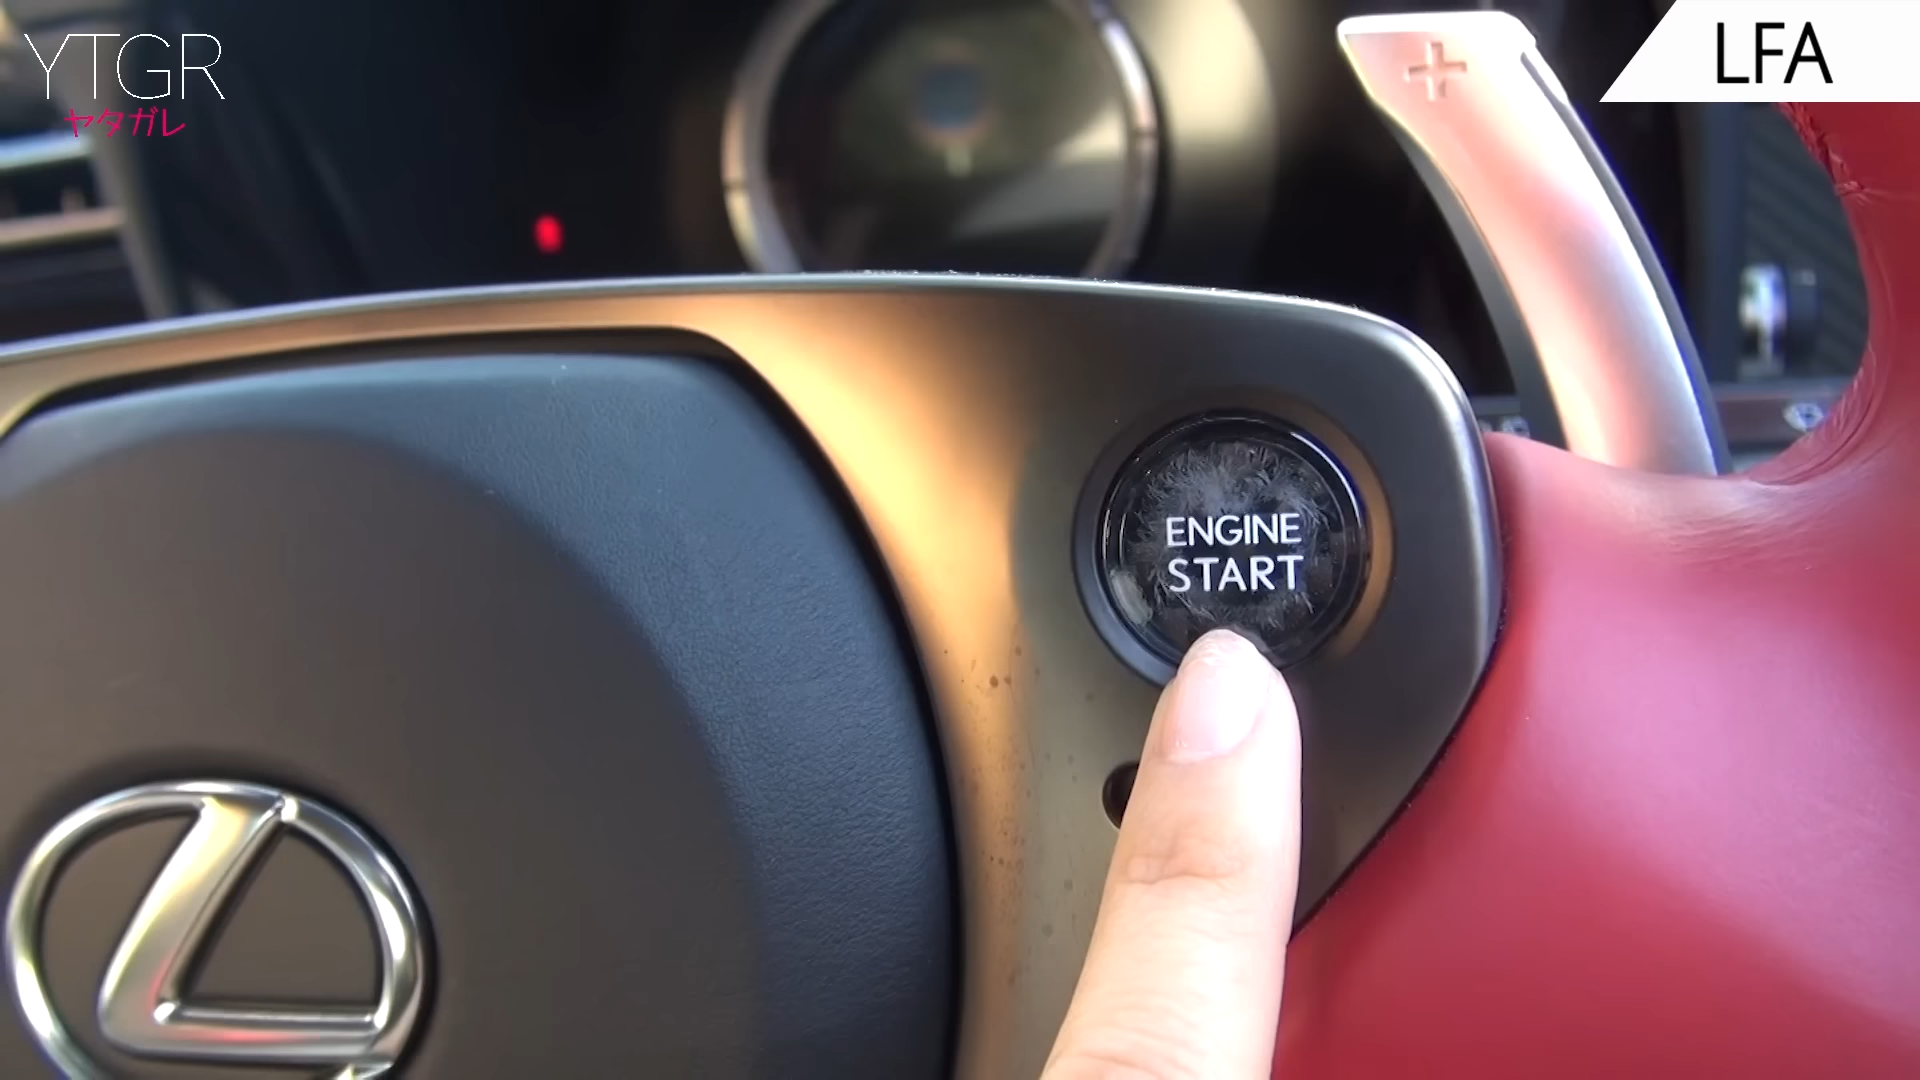 YTGR
ヤタガレ
LFA
+
ENGINE
START